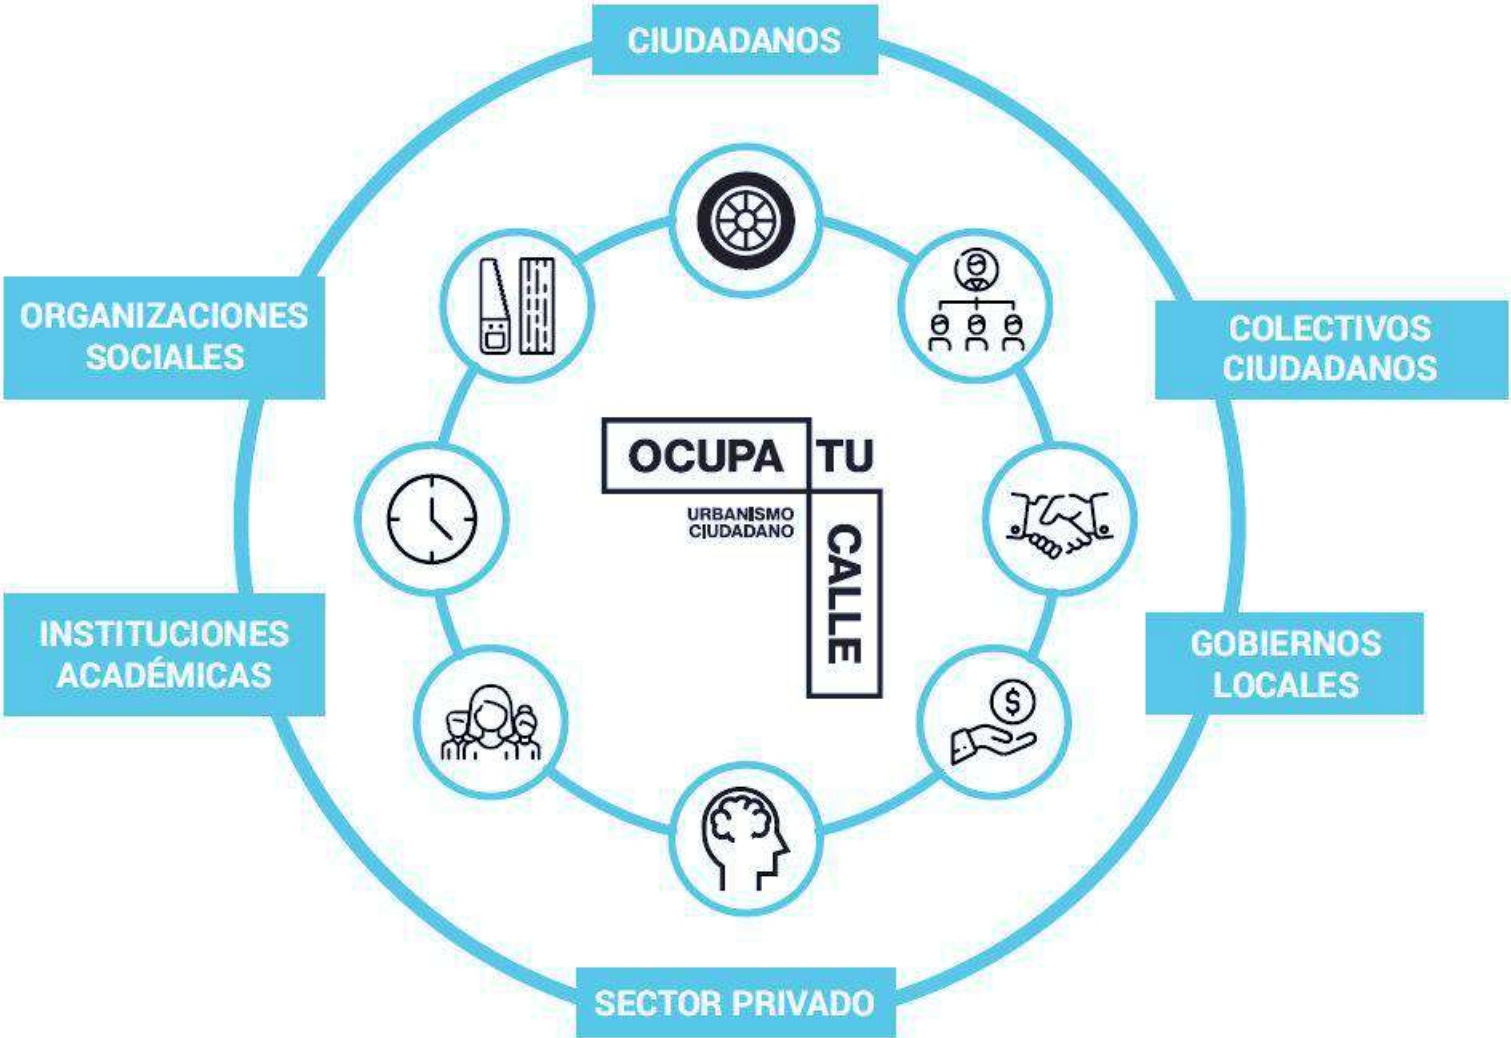 CIUDADANOS
ORGANIZACIONES
SOCIALES
COLECTIVOS
CIUDADANOS
OCUPA TU
CALLE
URBANISMO
CIUDADANO
$
INSTITUCIONES
ACADÉMICAS
GOBIERNOS
LOCALES
SECTOR PRIVADO